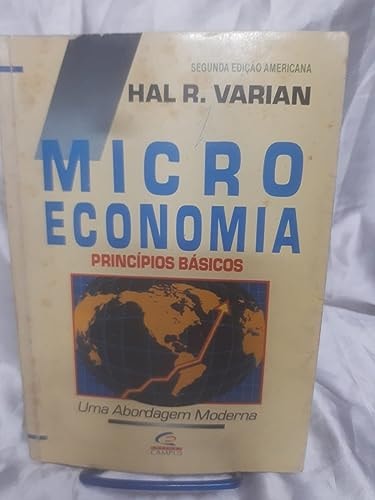 SEGUNDA EDIÇÃO AMERICANA
HAL R. VARIAN
MICRO
ECONOMIA
PRINCÍPIOS BÁSICOS
Uma Abordagem Moderna
CAMPUS